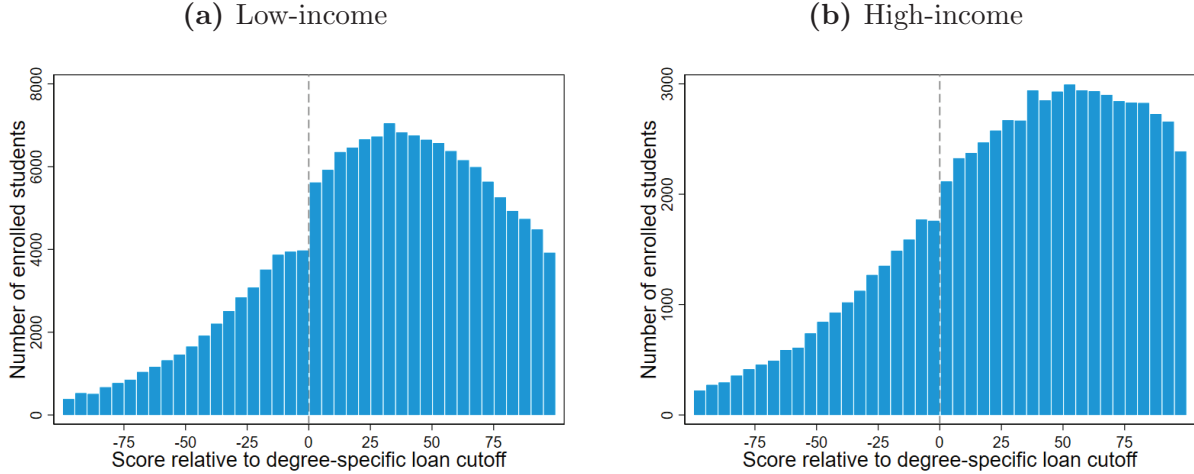 (a) Low-income
Number of enrolled students
8000
6000
4000
2000
0
-75 -50 -25 0 25 50 75
Score relative to degree-specific loan cutoff
(b) High-income
Number of enrolled students
3000
2000
1000
0
-75 -50 -25 0 25 50 75
Score relative to degree-specific loan cutoff